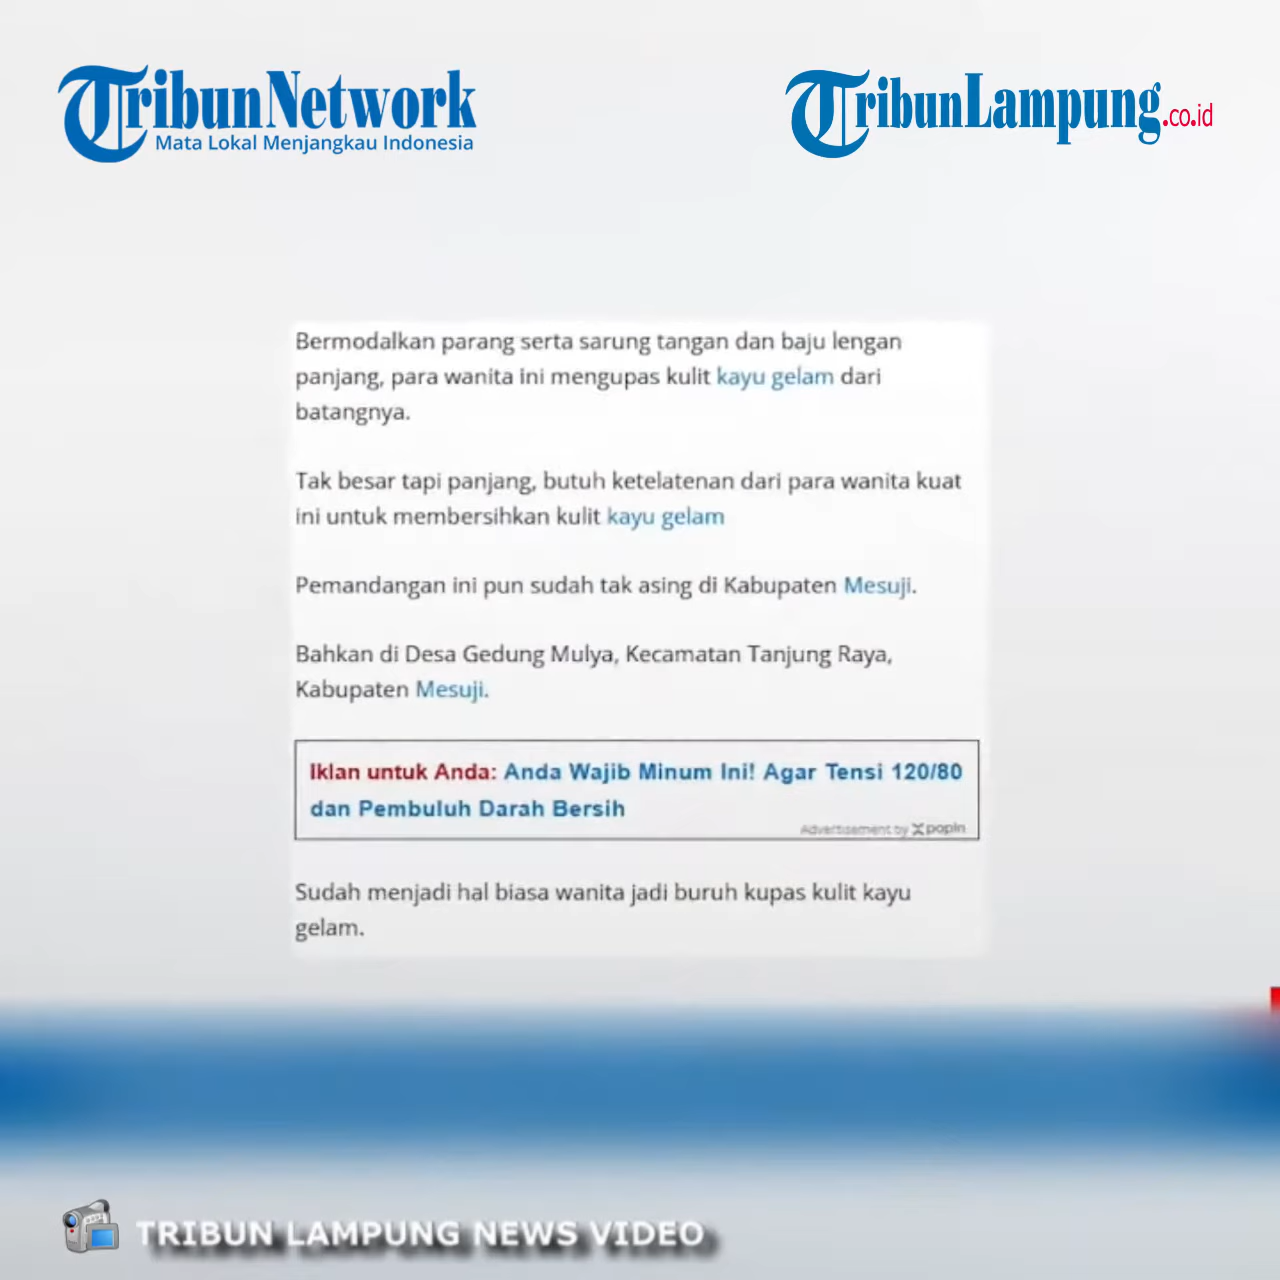 TribunNetwork
Mata Lokal Menjangkau Indonesia
TribunLampung.co.id
Bermodalkan parang serta sarung tangan dan baju lengan
panjang, para wanita ini mengupas kulit kayu gelam dari
batangnya.
Tak besar tapi panjang, butuh ketelatenan dari para wanita kuat
ini untuk membersihkan kulit kayu gelam
Pemandangan ini pun sudah tak asing di Kabupaten Mesuji.
Bahkan di Desa Gedung Mulya, Kecamatan Tanjung Raya,
Kabupaten Mesuji.
Iklan untuk Anda: Anda Wajib Minum Ini! Agar Tensi 120/80
dan Pembuluh Darah Bersih
Advertisement by popin
Sudah menjadi hal biasa wanita jadi buruh kupas kulit kayu
gelam.
TRIBUN LAMPUNG NEWS VIDEO